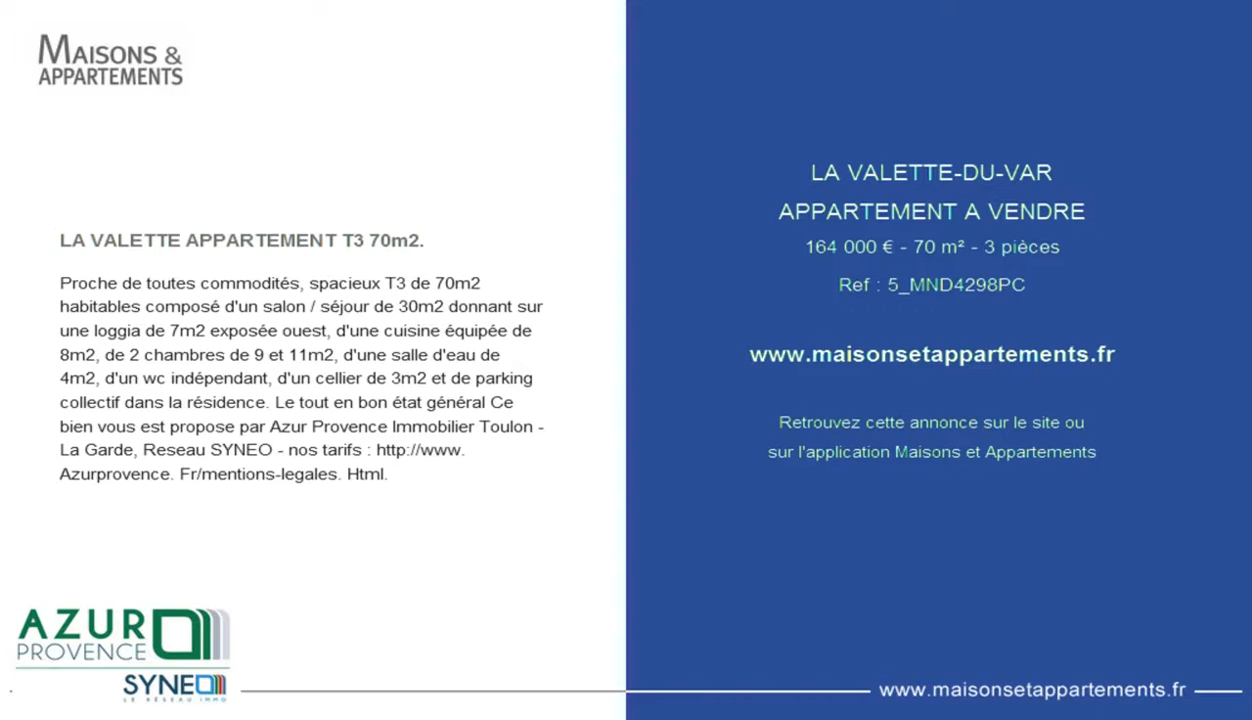 MAISONS &
APPARTEMENTS
LA VALETTE APPARTEMENT T3 70m2.
Proche de toutes commodités, spacieux T3 de 70m2
habitables composé d'un salon / séjour de 30m2 donnant sur
une loggia de 7m2 exposée ouest, d'une cuisine équipée de
8m2, de 2 chambres de 9 et 11m2, d'une salle d'eau de
4m2, d'un wc indépendant, d'un cellier de 3m2 et de parking
collectif dans la résidence. Le tout en bon état général Ce
bien vous est propose par Azur Provence Immobilier Toulon -
La Garde, Reseau SYNEO - nos tarifs : http://www.
Azurprovence. Fr/mentions-legales. Html.
AZUR
PROVENCE
SYNEO
LE RÉSEAU IMMO
LA VALETTE-DU-VAR
APPARTEMENT A VENDRE
164 000 € - 70 m² - 3 pièces
Ref : 5_MND4298PC
www.maisonsetappartements.fr
Retrouvez cette annonce sur le site ou
sur l'application Maisons et Appartements
www.maisonsetappartements.fr